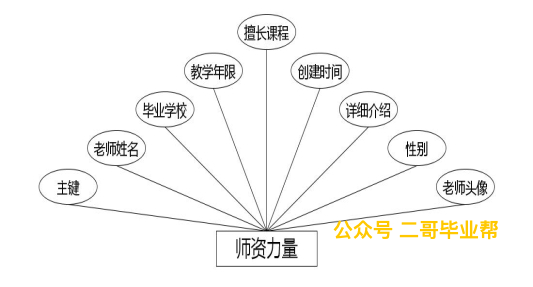 擅长课程
教学年限
创建时间
毕业学校
详细介绍
老师姓名
性别
主键
老师头像
公众号 二哥毕业帮
师资力量